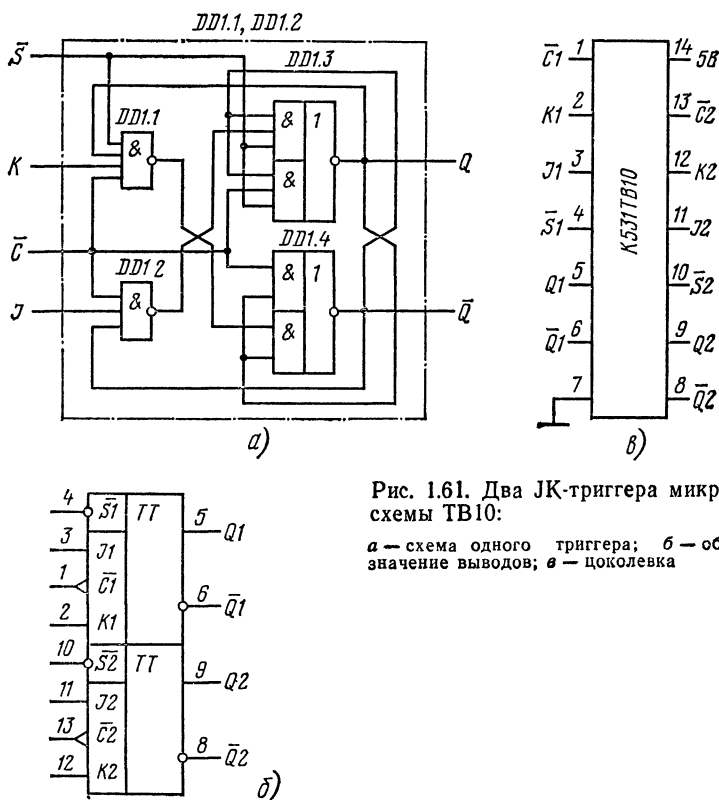 DD1.1, DD1.2
S̅
DD1.3
DD1.1
&
K
& 1
&
Q
C̅
DD1 2
&
J
DD1.4
& 1
&
Q̅
а)
C̅1 1
K1 2
J1 3
S̅1 4
Q1 5
Q̅1 6
7
К531ТВ10
14 5В
13 C̅2
12 K2
11 J2
10 S̅2
9 Q2
8 Q̅2
в)
4 S̅1 TT 5 Q1
3 J1
1 C̅1 6 Q̅1
2 K1
10 S̅2 TT 9 Q2
11 J2
13 C̅2 8 Q̅2
12 K2
б)
Рис. 1.61. Два JK-триггера микр
схемы ТВ10:
а — схема одного триггера; б — об
значение выводов; в — цоколевка